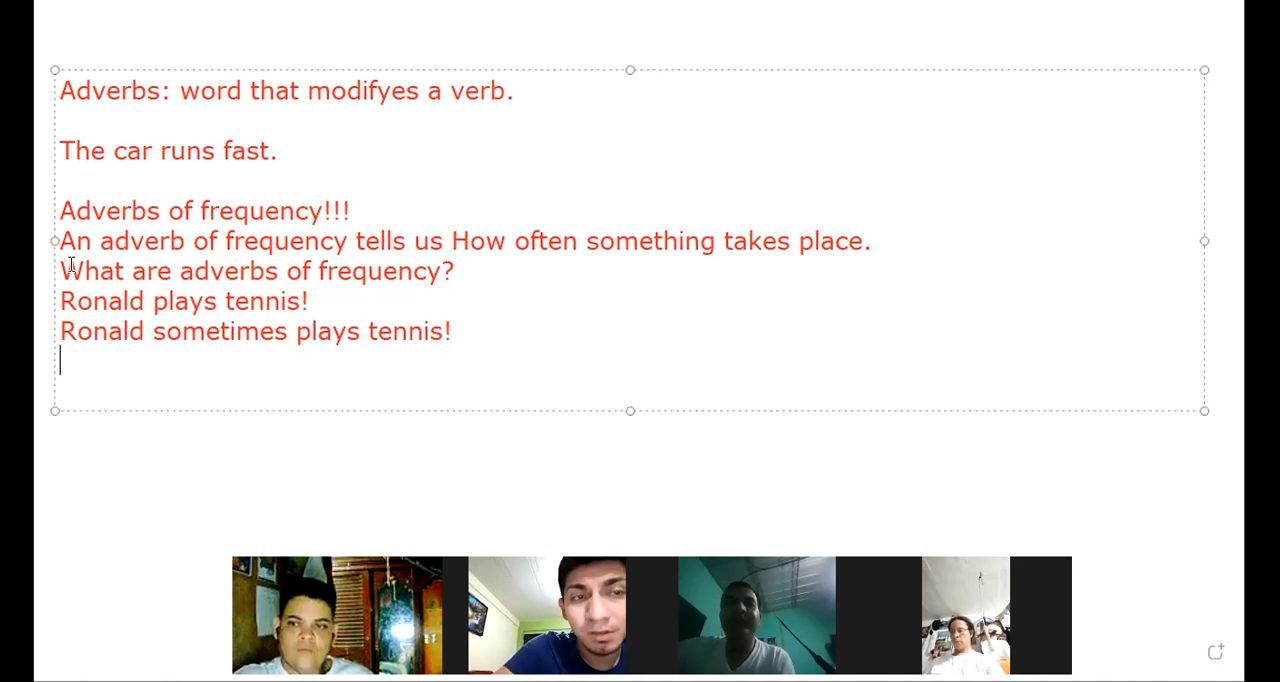 Adverbs: word that modifyes a verb.
The car runs fast.
Adverbs of frequency!!!
An adverb of frequency tells us How often something takes place.
What are adverbs of frequency?
Ronald plays tennis!
Ronald sometimes plays tennis!